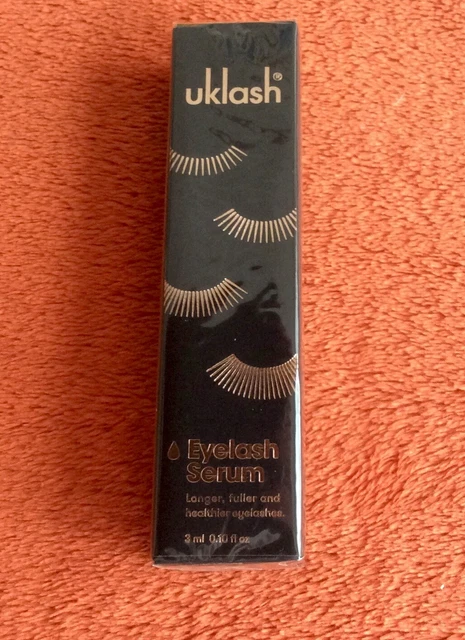 uklash®
Eyelash
Serum
Longer, fuller and
healthier eyelashes.
3 ml 0.10 fl oz